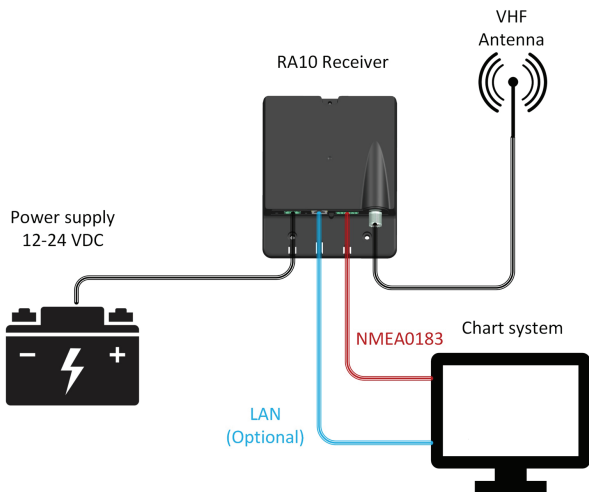 VHF
Antenna
RA10 Receiver
Power supply
12-24 VDC
NMEA0183
Chart system
LAN
(Optional)